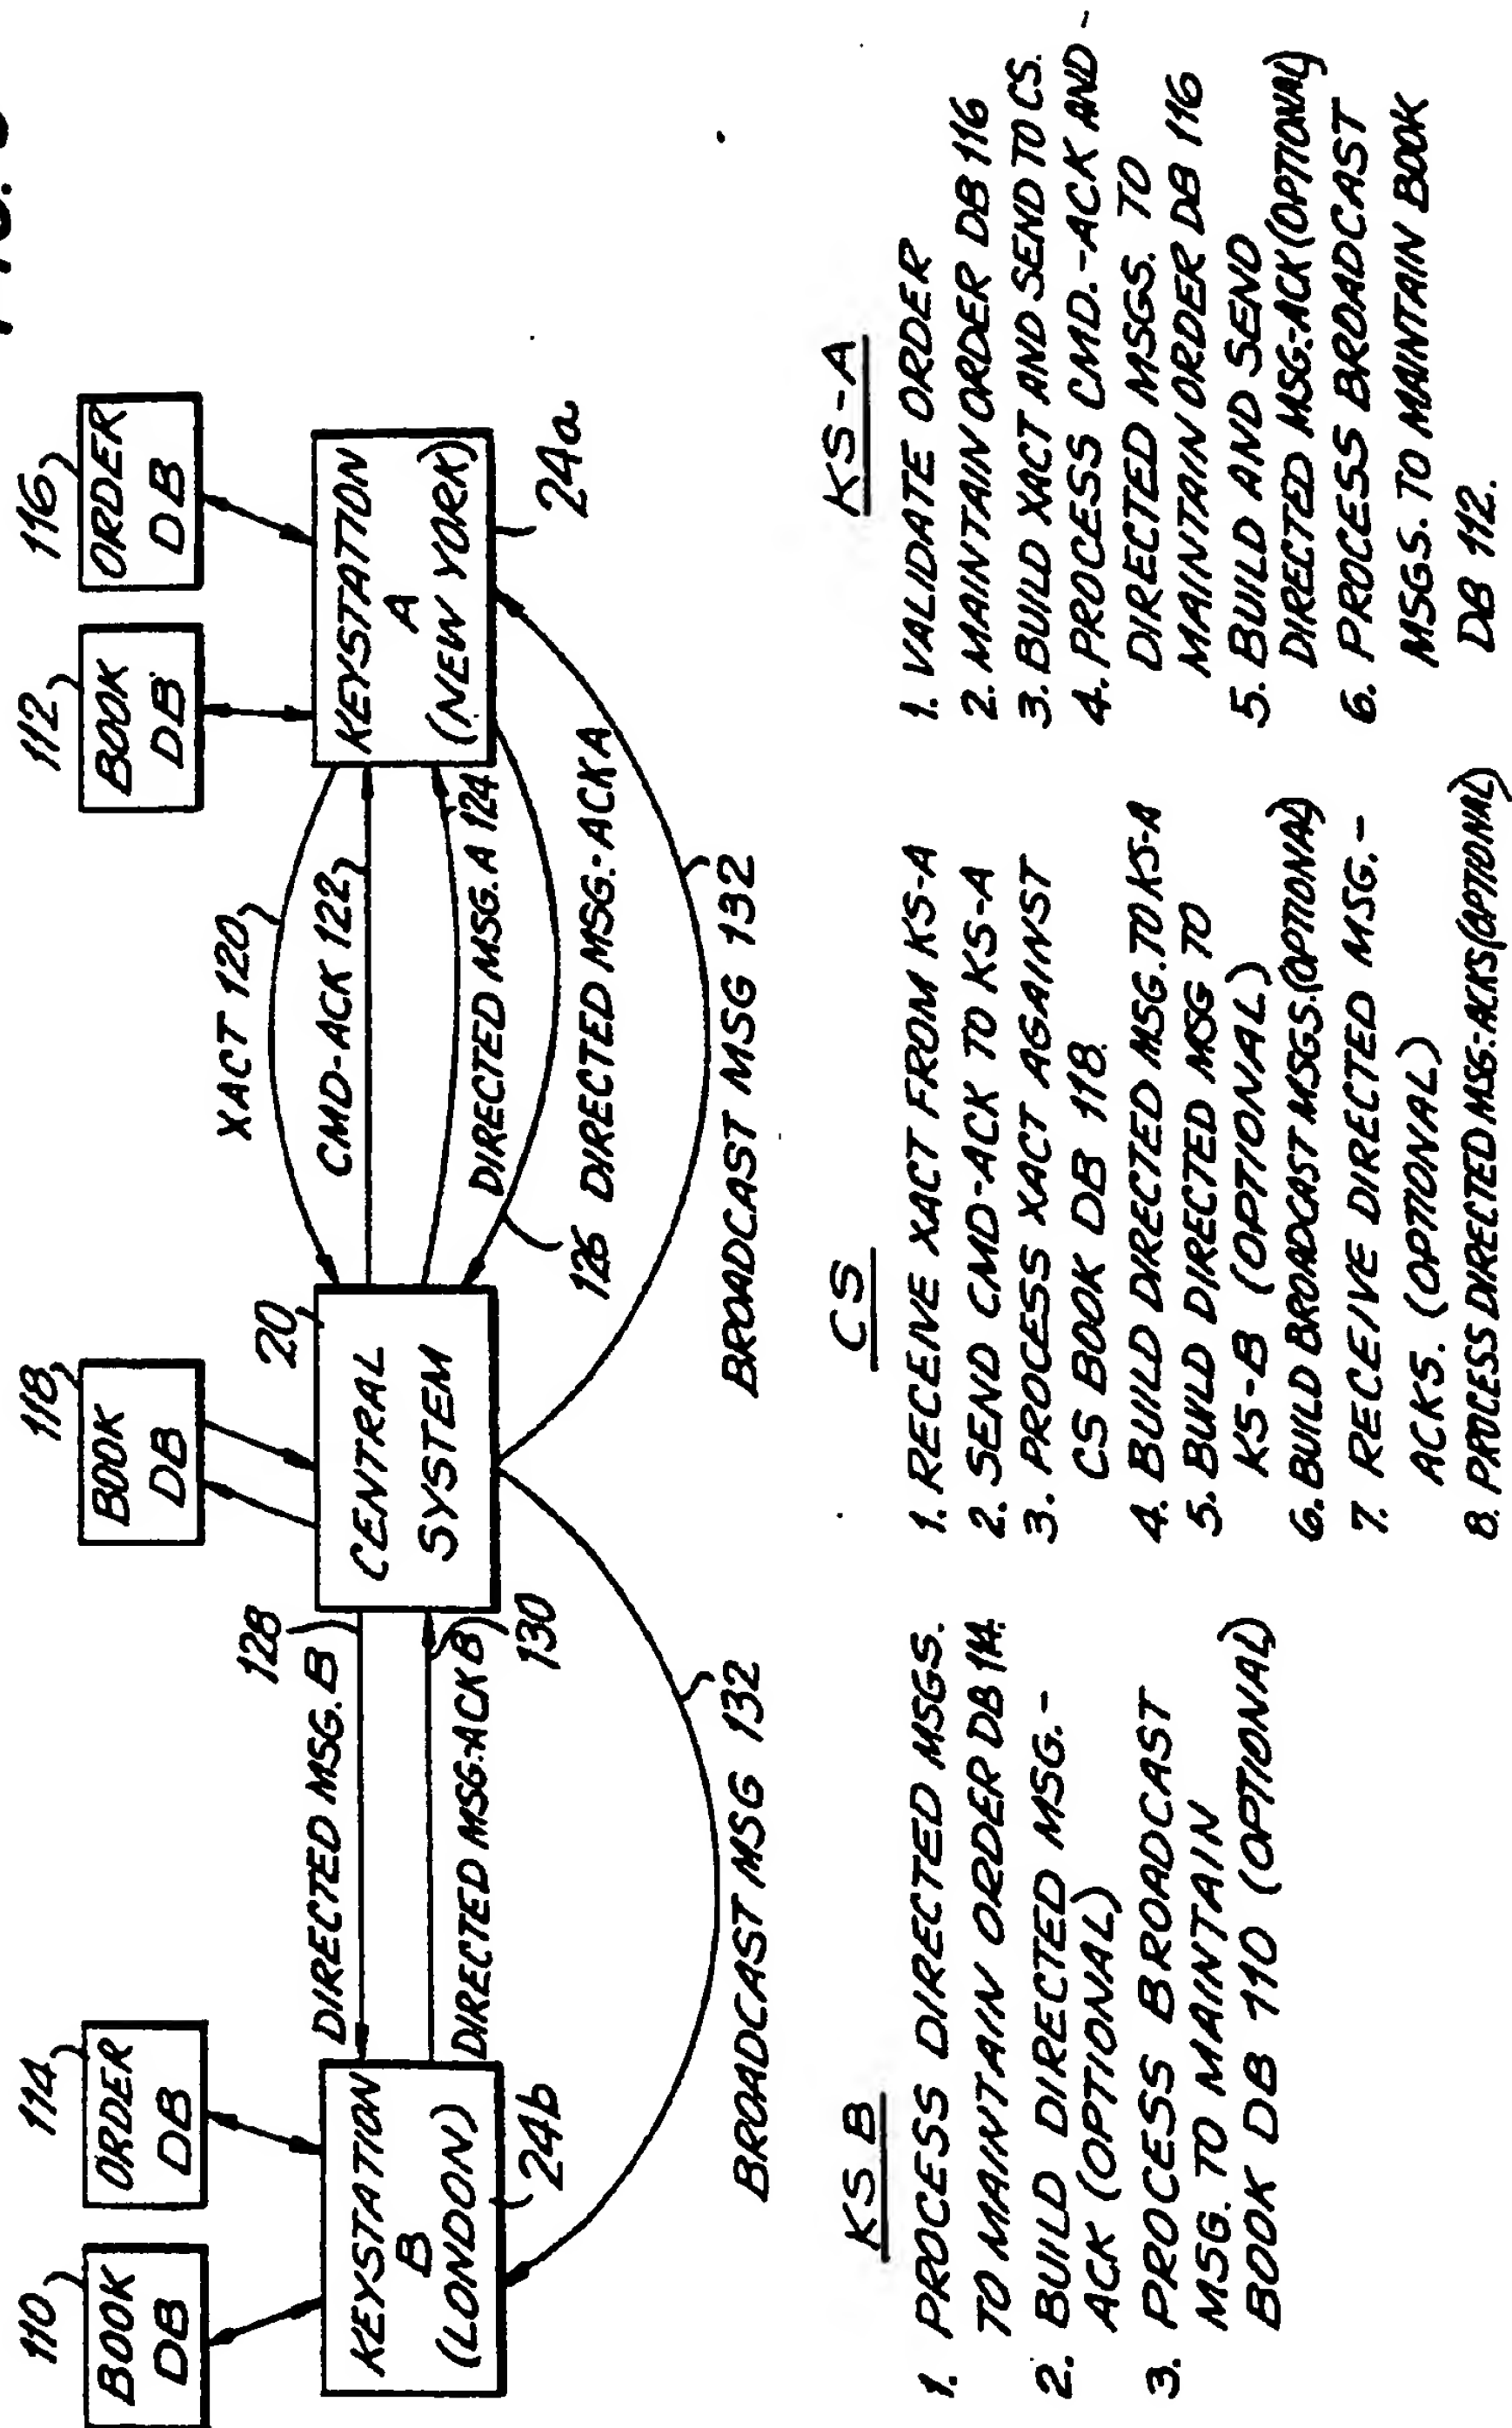 110
BOOK
DB
114
ORDER
DB
118
BOOK
DB
112
BOOK
DB
116
ORDER
DB
KEYSTATION
B
(LONDON)
24b
DIRECTED MSG. B
128
DIRECTED MSG.-ACK B
130
CENTRAL
SYSTEM
20
XACT 120
CMD-ACK 122
DIRECTED MSG. A 124
126 DIRECTED MSG.-ACK A
KEYSTATION
A
(NEW YORK)
24a
BROADCAST MSG 132
BROADCAST MSG 132
KS B
1. PROCESS DIRECTED MSGS.
TO MAINTAIN ORDER DB 114.
2. BUILD DIRECTED MSG.-
ACK (OPTIONAL)
3. PROCESS BROADCAST
MSG. TO MAINTAIN
BOOK DB 110 (OPTIONAL)
CS
1. RECEIVE XACT FROM KS-A
2. SEND CMD-ACK TO KS-A
3. PROCESS XACT AGAINST
CS BOOK DB 118.
4. BUILD DIRECTED MSG. TO KS-A
5. BUILD DIRECTED MSG TO
KS-B (OPTIONAL)
6. BUILD BROADCAST MSGS. (OPTIONAL)
7. RECEIVE DIRECTED MSG.-
ACKS. (OPTIONAL)
8. PROCESS DIRECTED MSG.-ACKS (OPTIONAL)
KS-A
1. VALIDATE ORDER
2. MAINTAIN ORDER DB 116
3. BUILD XACT AND SEND TO CS.
4. PROCESS CMD.-ACK AND
DIRECTED MSGS. TO
MAINTAIN ORDER DB 116
5. BUILD AND SEND
DIRECTED MSG.-ACK (OPTIONAL)
6. PROCESS BROADCAST
MSGS. TO MAINTAIN BOOK
DB 112.